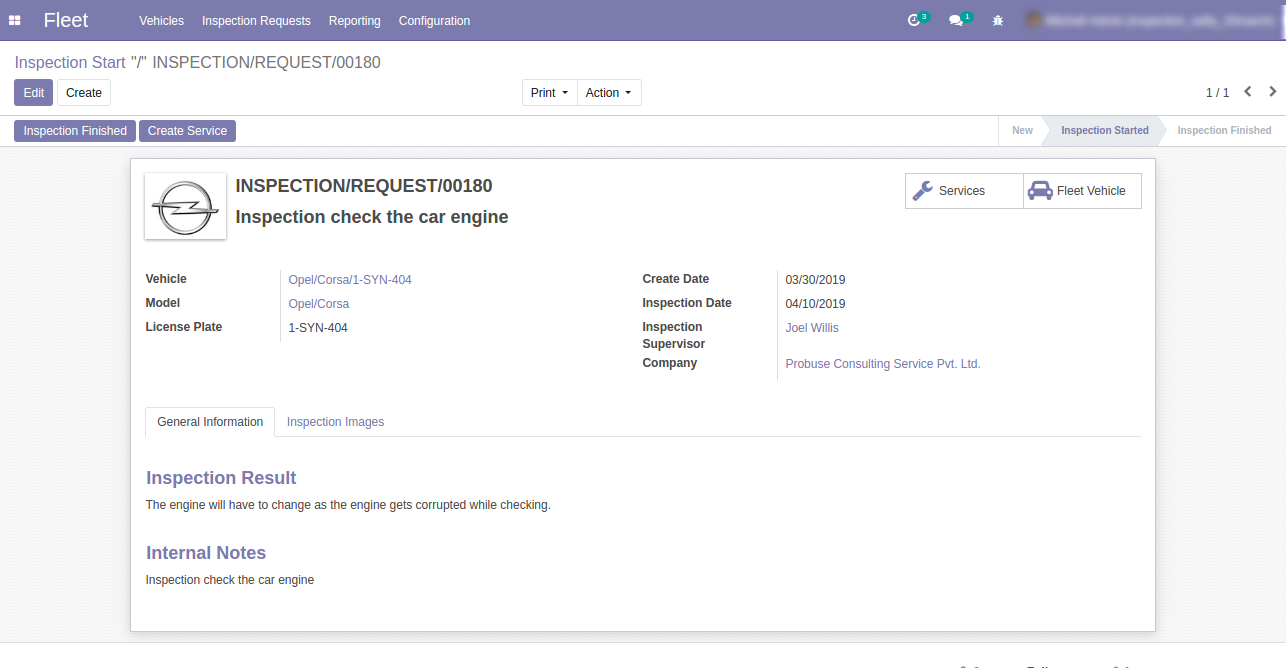 Fleet Vehicles Inspection Requests Reporting Configuration 3 1
Inspection Start "/" INSPECTION/REQUEST/00180
Edit Create Print Action 1 / 1
Inspection Finished Create Service New Inspection Started Inspection Finished
INSPECTION/REQUEST/00180
Inspection check the car engine
Services Fleet Vehicle
Vehicle Opel/Corsa/1-SYN-404
Model Opel/Corsa
License Plate 1-SYN-404
Create Date 03/30/2019
Inspection Date 04/10/2019
Inspection Joel Willis
Supervisor
Company Probuse Consulting Service Pvt. Ltd.
General Information Inspection Images
Inspection Result
The engine will have to change as the engine gets corrupted while checking.
Internal Notes
Inspection check the car engine